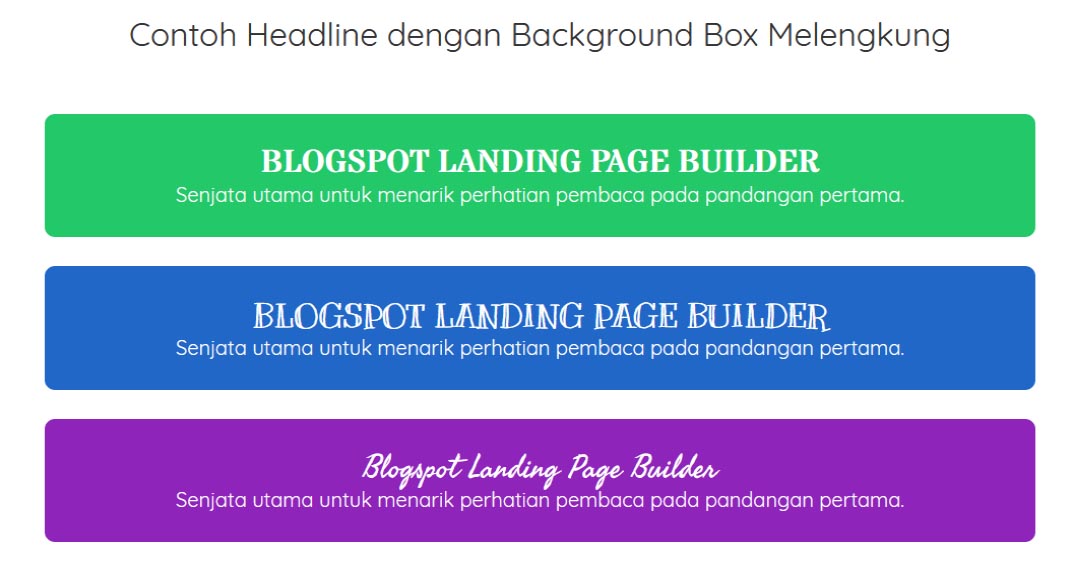 Contoh Headline dengan Background Box Melengkung
BLOGSPOT LANDING PAGE BUILDER
Senjata utama untuk menarik perhatian pembaca pada pandangan pertama.
BLOGSPOT LANDING PAGE BUILDER
Senjata utama untuk menarik perhatian pembaca pada pandangan pertama.
Blogspot Landing Page Builder
Senjata utama untuk menarik perhatian pembaca pada pandangan pertama.